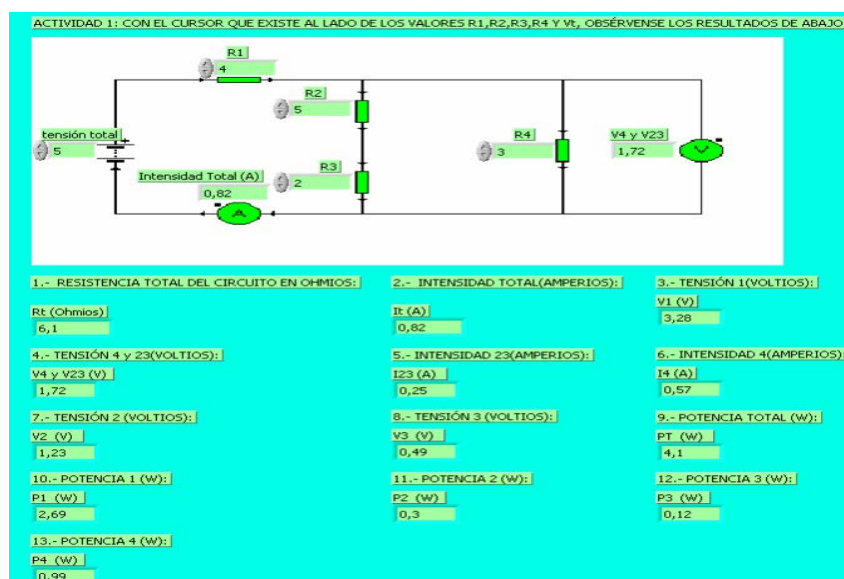 ACTIVIDAD 1: CON EL CURSOR QUE EXISTE AL LADO DE LOS VALORES R1,R2,R3,R4 Y Vt, OBSÉRVENSE LOS RESULTADOS DE ABAJO
R1
4
R2
5
tensión total
5
R4
3
V4 y V23
1,72
V
R3
2
Intensidad Total (A)
0,82
A
1.- RESISTENCIA TOTAL DEL CIRCUITO EN OHMIOS:
2.- INTENSIDAD TOTAL(AMPERIOS):
3.- TENSIÓN 1(VOLTIOS):
Rt (Ohmios)
6,1
It (A)
0,82
V1 (V)
3,28
4.- TENSIÓN 4 y 23(VOLTIOS):
5.- INTENSIDAD 23(AMPERIOS):
6.- INTENSIDAD 4(AMPERIOS):
V4 y V23 (V)
1,72
I23 (A)
0,25
I4 (A)
0,57
7.- TENSIÓN 2 (VOLTIOS):
8.- TENSIÓN 3 (VOLTIOS):
9.- POTENCIA TOTAL (W):
V2 (V)
1,23
V3 (V)
0,49
PT (W)
4,1
10.- POTENCIA 1 (W):
11.- POTENCIA 2 (W):
12.- POTENCIA 3 (W):
P1 (W)
2,69
P2 (W)
0,3
P3 (W)
0,12
13.- POTENCIA 4 (W):
P4 (W)
0,99